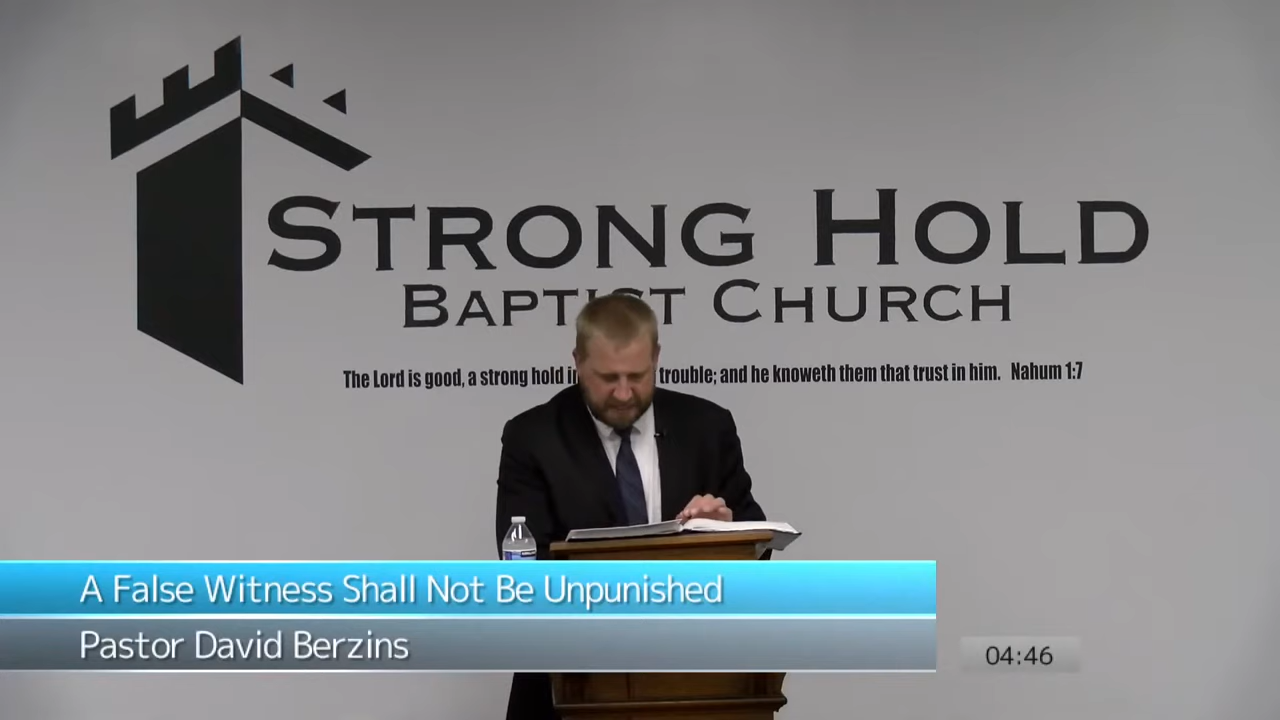 STRONG HOLD
BAPTIST CHURCH
The Lord is good, a strong hold in trouble; and he knoweth them that trust in him. Nahum 1:7
A False Witness Shall Not Be Unpunished
Pastor David Berzins
04:46